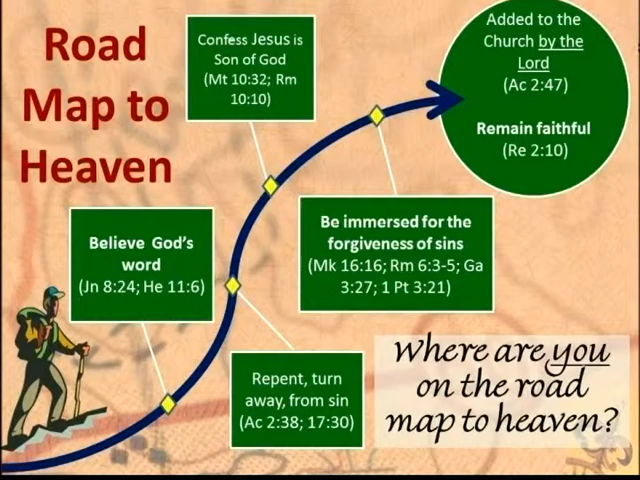 Road
Map to
Heaven
Believe God's
word
(Jn 8:24; He 11:6)
Repent, turn
away, from sin
(Ac 2:38; 17:30)
Confess Jesus is
Son of God
(Mt 10:32; Rm
10:10)
Be immersed for the
forgiveness of sins
(Mk 16:16; Rm 6:3-5; Ga
3:27; 1 Pt 3:21)
Added to the
Church by the
Lord
(Ac 2:47)
Remain faithful
(Re 2:10)
Where are you
on the road
map to heaven?